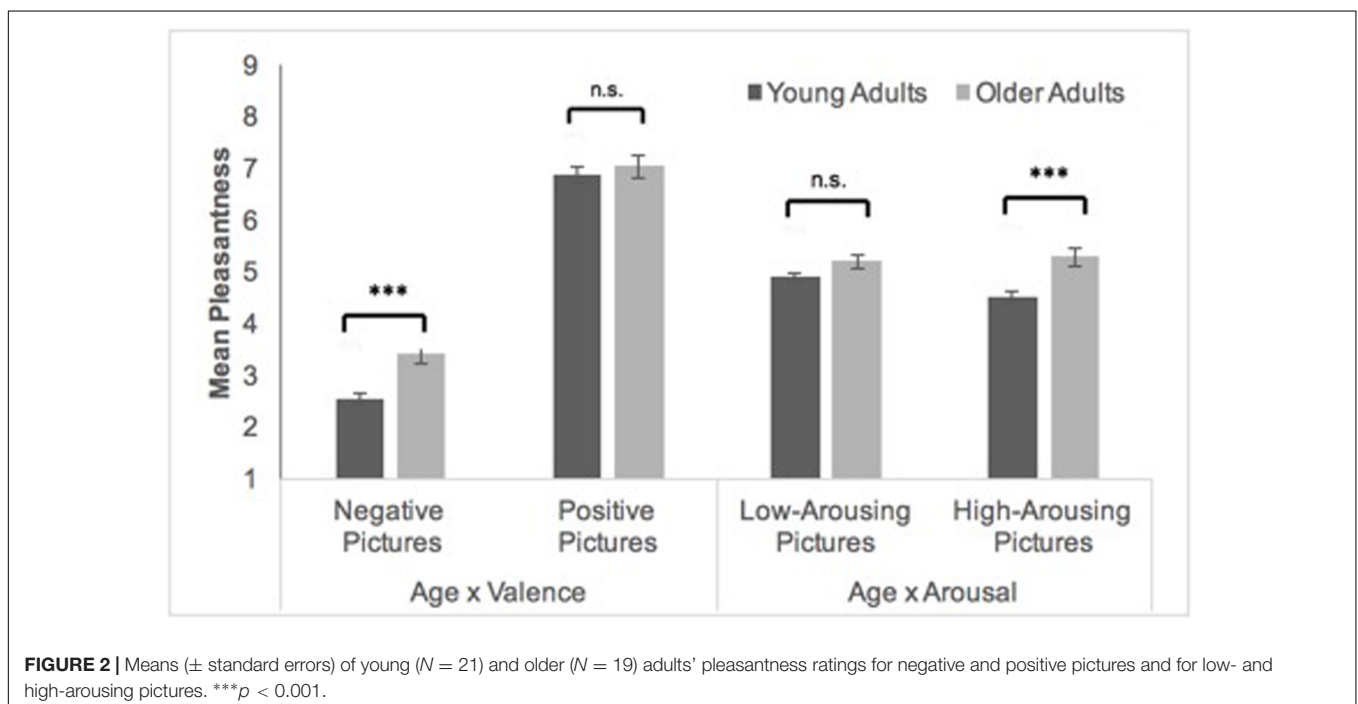 9
8
7
6
5
4
3
2
1
Mean Pleasantness
Young Adults Older Adults
***
n.s.
n.s.
***
Negative
Pictures
Positive
Pictures
Low-Arousing
Pictures
High-Arousing
Pictures
Age x Valence
Age x Arousal
FIGURE 2 | Means (± standard errors) of young (N = 21) and older (N = 19) adults’ pleasantness ratings for negative and positive pictures and for low- and
high-arousing pictures. ***p < 0.001.